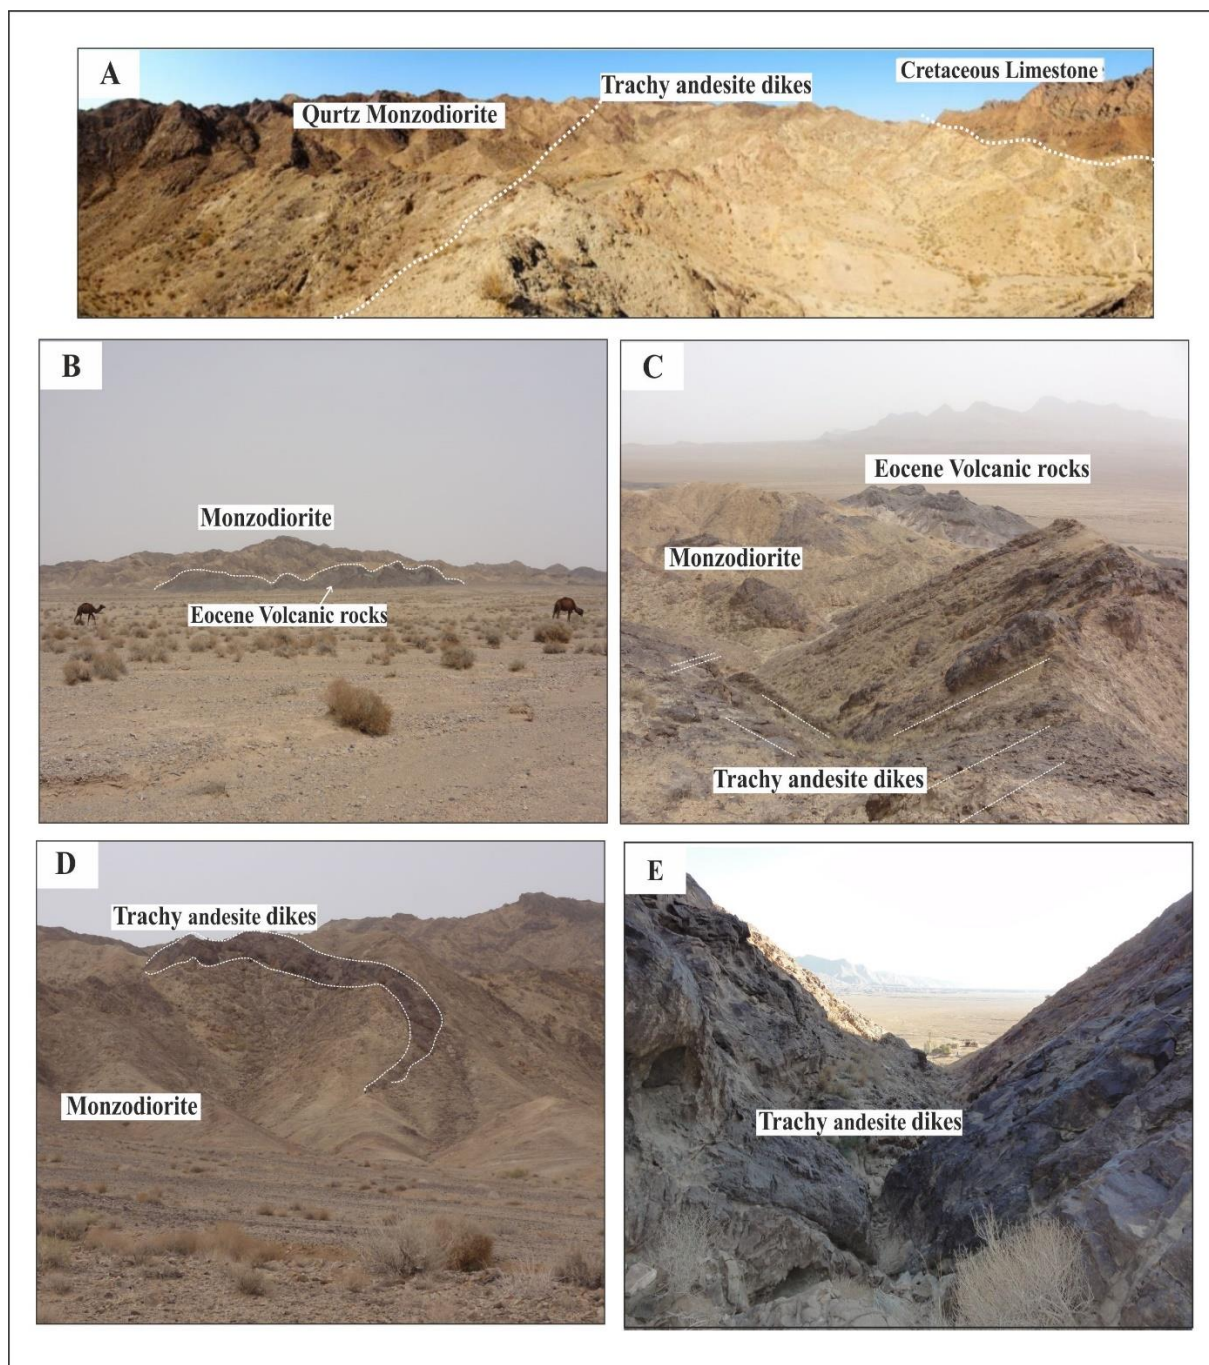 A
Qurtz Monzodiorite
Trachy andesite dikes
Cretaceous Limestone
B
Monzodiorite
Eocene Volcanic rocks
C
Eocene Volcanic rocks
Monzodiorite
Trachy andesite dikes
D
Trachy andesite dikes
Monzodiorite
E
Trachy andesite dikes